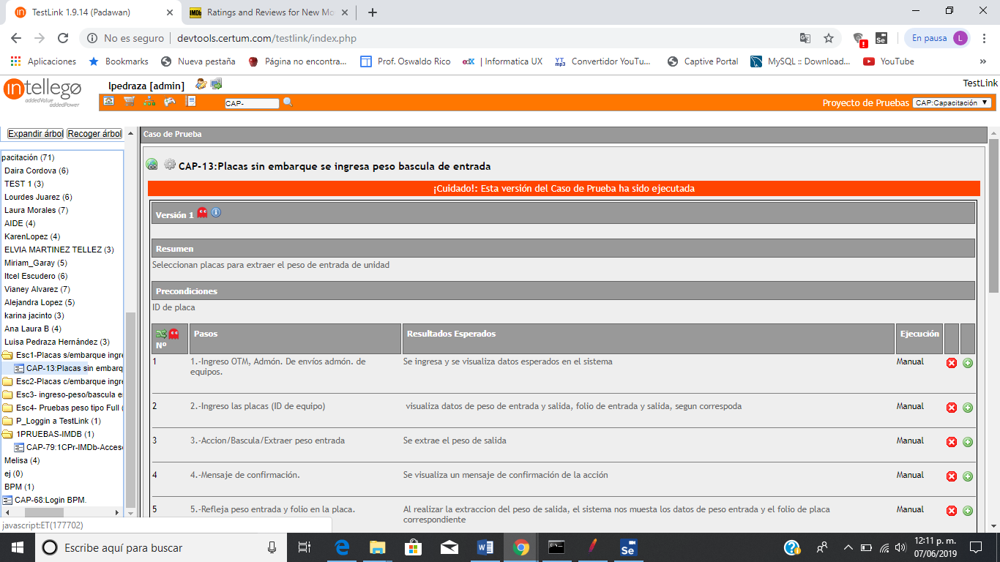 TestLink 1.9.14 (Padawan)
Ratings and Reviews for New Mo
No es seguro
devtools.certum.com/testlink/index.php
En pausa
L
Aplicaciones
Bookmarks
Nueva pestaña
Página no encontra...
Prof. Oswaldo Rico
| Informatica UX
Convertidor YouTu...
Captive Portal
MySQL :: Download...
YouTube
»
intellego
addedValue
addedPower
lpedraza [admin]
TestLink
CAP-
Proyecto de Pruebas
CAP:Capacitación
Expandir árbol
Recoger árbol
pacitación (71)
Daira Cordova (6)
TEST 1 (3)
Lourdes Juarez (6)
Laura Morales (7)
AIDE (4)
KarenLopez (4)
ELVIA MARTINEZ TELLEZ (3)
Miriam_Garay (5)
Itcel Escudero (6)
Vianey Alvarez (7)
Alejandra Lopez (5)
karina jacinto (3)
Ana Laura B (4)
Luisa Pedraza Hernández (3)
Esc1-Placas s/embarque ingre
CAP-13:Placas sin embarq
Esc2-Placas c/embarque ingre
Esc3- ingreso-peso/bascula e
Esc4- Pruebas peso tipo Full (
P_Loggin a TestLink (1)
1PRUEBAS-IMDB (1)
CAP-79:1CPr-IMDb-Acceso
Melisa (4)
ej (0)
BPM (1)
CAP-68:Login BPM.
javascript:ET(177702)
Caso de Prueba
CAP-13:Placas sin embarque se ingresa peso bascula de entrada
¡Cuidado!: Esta versión del Caso de Prueba ha sido ejecutada
Versión 1
Resumen
Seleccionan placas para extraer el peso de entrada de unidad
Precondiciones
ID de placa
Nº
Pasos
Resultados Esperados
Ejecución
1
1.-Ingreso OTM, Admón. De envíos admón. de
equipos.
Se ingresa y se visualiza datos esperados en el sistema
Manual
2
2.-Ingreso las placas (ID de equipo)
visualiza datos de peso de entrada y salida, folio de entrada y salida, segun correspoda
Manual
3
3.-Accion/Bascula/Extraer peso entrada
Se extrae el peso de salida
Manual
4
4.-Mensaje de confirmación.
Se visualiza un mensaje de confirmación de la acción
Manual
5
5.-Refleja peso entrada y folio en la placa.
Al realizar la extraccion del peso de salida, el sistema nos muesta los datos de peso entrada y el folio de placa
correspondiente
Manual
Escribe aquí para buscar
12:11 p. m.
07/06/2019